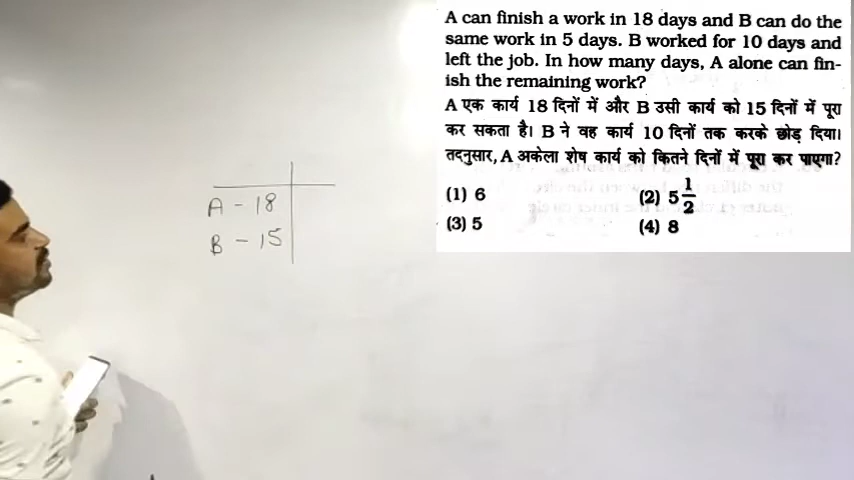 A can finish a work in 18 days and B can do the
same work in 5 days. B worked for 10 days and
left the job. In how many days, A alone can fin-
ish the remaining work?
A एक कार्य 18 दिनों में और B उसी कार्य को 15 दिनों में पूरा
कर सकता है। B ने वह कार्य 10 दिनों तक करके छोड़ दिया।
तद्नुसार, A अकेला शेष कार्य को कितने दिनों में पूरा कर पाएगा?
(1) 6 (2) 5 1/2
(3) 5 (4) 8
A - 18
B - 15